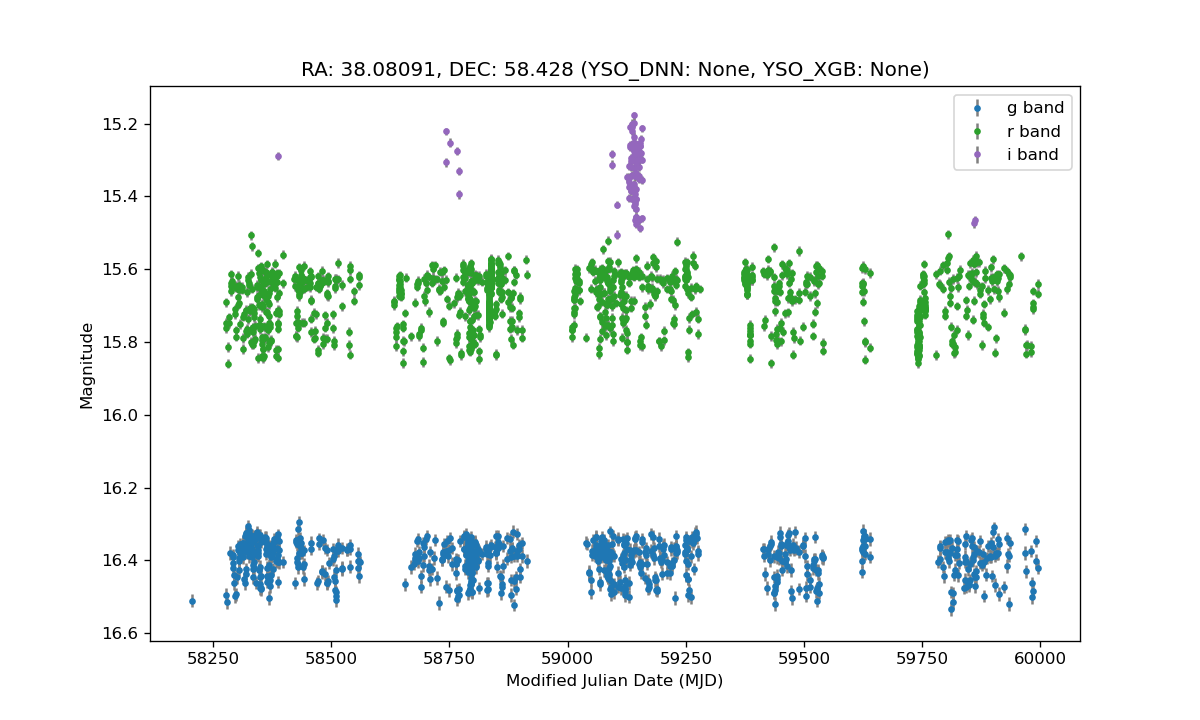 RA: 38.08091, DEC: 58.428 (YSO_DNN: None, YSO_XGB: None)
g band
r band
i band
15.2
15.4
15.6
15.8
16.0
16.2
16.4
16.6
Magnitude
58250 58500 58750 59000 59250 59500 59750 60000
Modified Julian Date (MJD)